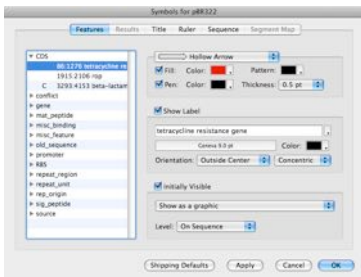 Symbols for pBR322
Features Results Title Ruler Sequence Segment Map
CDS
86:1276 tetracycline re
1915:2106 rop
C 3293:4153 beta-lactam
conflict
gene
mat_peptide
misc_binding
misc_feature
old_sequence
promoter
RBS
repeat_region
repeat_unit
rep_origin
sig_peptide
source
Hollow Arrow
Fill: Color: Pattern:
Pen: Color: Thickness: 0.5 pt
Show Label
tetracycline resistance gene
Geneva 9.0 pt Color:
Orientation: Outside Center Concentric
Initially Visible
Show as a graphic
Level: On Sequence
Shipping Defaults Apply Cancel OK